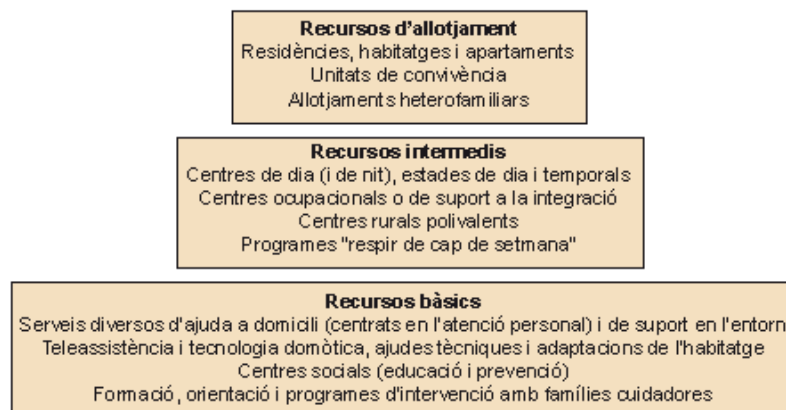 Recursos d'allotjament
Residències, habitatges i apartaments
Unitats de convivència
Allotjaments heterofamiliars
Recursos intermedis
Centres de dia (i de nit), estades de dia i temporals
Centres ocupacionals o de suport a la integració
Centres rurals polivalents
Programes "respir de cap de setmana"
Recursos bàsics
Serveis diversos d'ajuda a domicili (centrats en l'atenció personal) i de suport en l'entorn
Teleassistència i tecnologia domòtica, ajudes tècniques i adaptacions de l'habitatge
Centres socials (educació i prevenció)
Formació, orientació i programes d'intervenció amb famílies cuidadores